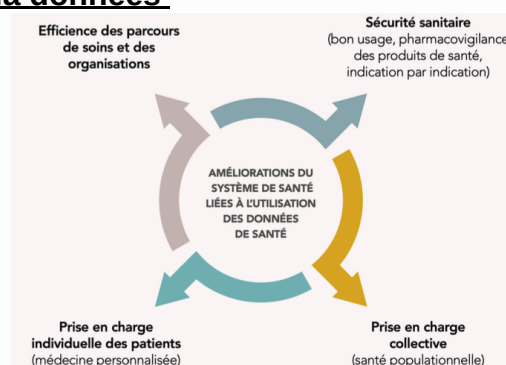 la données
Efficience des parcours
de soins et des
organisations
Sécurité sanitaire
(bon usage, pharmacovigilance
des produits de santé,
indication par indication)
AMÉLIORATIONS DU
SYSTÈME DE SANTÉ
LIÉES À L'UTILISATION
DES DONNÉES
DE SANTÉ
Prise en charge
individuelle des patients
(médecine personnalisée)
Prise en charge
collective
(santé populationnelle)